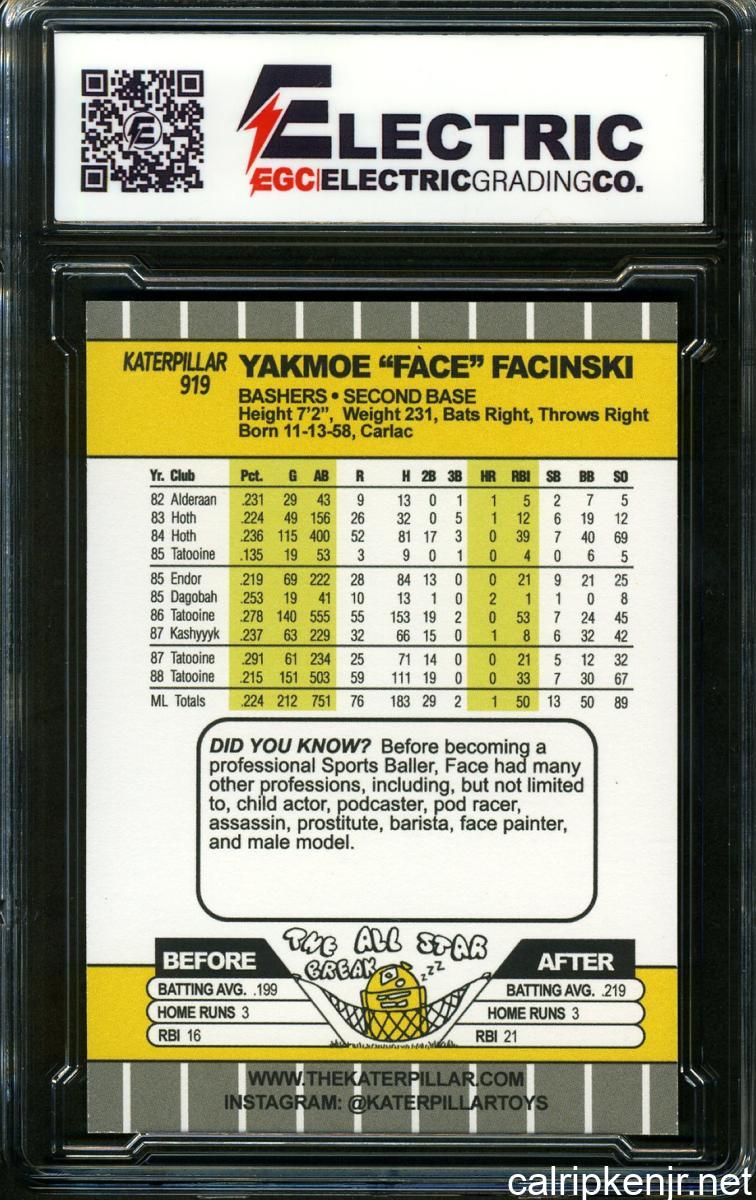 ELECTRIC
EGC|ELECTRICGRADINGCO.
KATERPILLAR
919
YAKMOE “FACE” FACINSKI
BASHERS • SECOND BASE
Height 7’2”, Weight 231, Bats Right, Throws Right
Born 11-13-58, Carlac
Yr. Club Pct. G AB R H 2B 3B HR RBI SB BB SO
82 Alderaan .231 29 43 9 13 0 1 1 5 2 7 5
83 Hoth .224 49 156 26 32 0 5 1 12 6 19 12
84 Hoth .236 115 400 52 81 17 3 0 39 7 40 69
85 Tatooine .135 19 53 3 9 0 1 0 4 0 6 5
85 Endor .219 69 222 28 84 13 0 0 21 9 21 25
85 Dagobah .253 19 41 10 13 1 0 2 1 1 0 8
86 Tatooine .278 140 555 55 153 19 2 0 53 7 24 45
87 Kashyyyk .237 63 229 32 66 15 0 1 8 6 32 42
87 Tatooine .291 61 234 25 71 14 0 0 21 5 12 32
88 Tatooine .215 151 503 59 111 19 0 0 33 7 30 67
ML Totals .224 212 751 76 183 29 2 1 50 13 50 89
DID YOU KNOW? Before becoming a
professional Sports Baller, Face had many
other professions, including, but not limited
to, child actor, podcaster, pod racer,
assassin, prostitute, barista, face painter,
and male model.
THE ALL STAR
BREAK
zzz
BEFORE
BATTING AVG. .199
HOME RUNS 3
RBI 16
AFTER
BATTING AVG. .219
HOME RUNS 3
RBI 21
WWW.THEKATERPILLAR.COM
INSTAGRAM: @KATERPILLARTOYS
calripkenjr.net